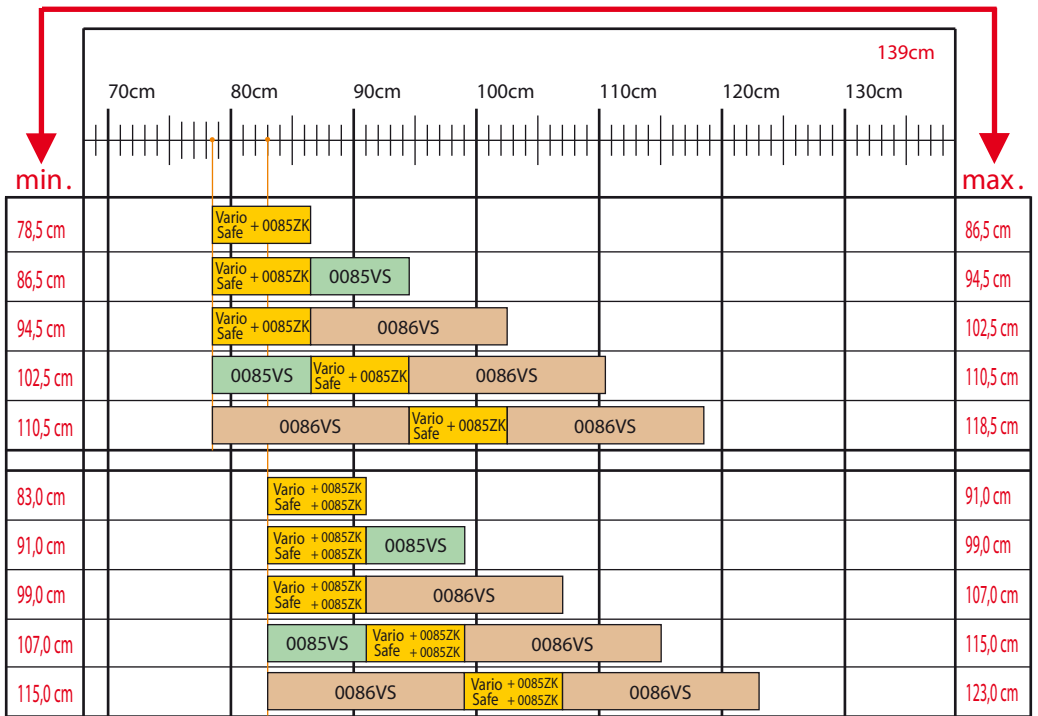 139cm
70cm 80cm 90cm 100cm 110cm 120cm 130cm
min. max.
78,5 cm Vario Safe + 0085ZK 86,5 cm
86,5 cm Vario Safe + 0085ZK 0085VS 94,5 cm
94,5 cm Vario Safe + 0085ZK 0086VS 102,5 cm
102,5 cm 0085VS Vario Safe + 0085ZK 0086VS 110,5 cm
110,5 cm 0086VS Vario Safe + 0085ZK 0086VS 118,5 cm
83,0 cm Vario + 0085ZK Safe + 0085ZK 91,0 cm
91,0 cm Vario + 0085ZK Safe + 0085ZK 0085VS 99,0 cm
99,0 cm Vario + 0085ZK Safe + 0085ZK 0086VS 107,0 cm
107,0 cm 0085VS Vario + 0085ZK Safe + 0085ZK 0086VS 115,0 cm
115,0 cm 0086VS Vario + 0085ZK Safe + 0085ZK 0086VS 123,0 cm